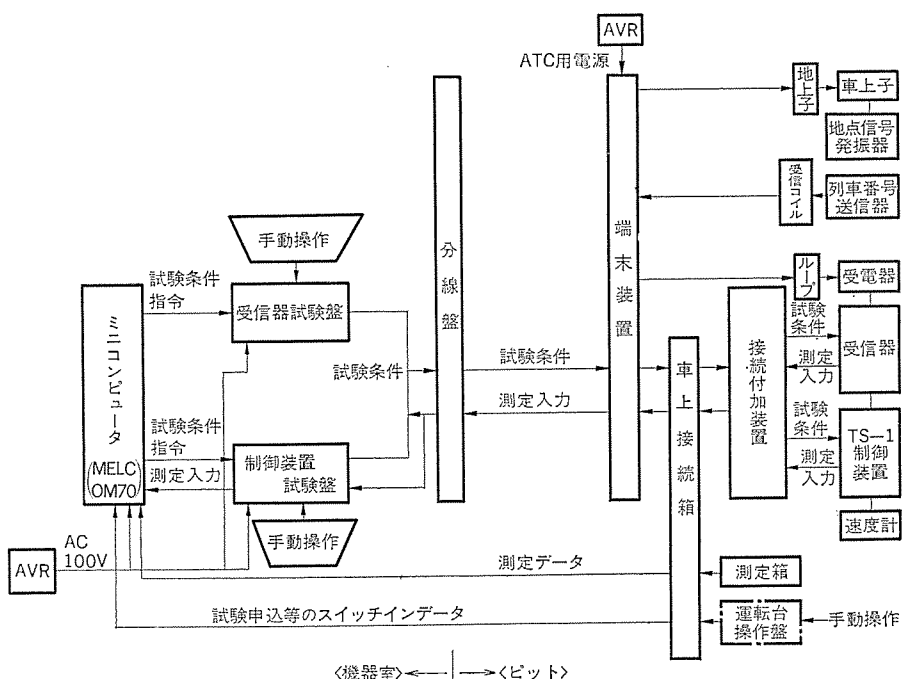 AVR
ATC用電源
地上子
車上子
地点信号
発振器
受信コイル
列車番号
送信器
端末装置
分線盤
手動操作
試験条件
指令
受信器試験盤
ミニコンピュータ
(MELC
OM70)
試験条件
試験条件
指令
測定入力
制御装置
試験盤
手動操作
試験条件
測定入力
ループ
受電器
車上接続箱
接続付加装置
試験
条件
測定
入力
受信器
試験
条件
測定
入力
TS—1
制御
装置
速度計
AVR
AC
100V
測定データ
測定箱
試験申込等のスイッチインデータ
運転台
操作盤
手動操作
〈機器室〉
〈ピット〉